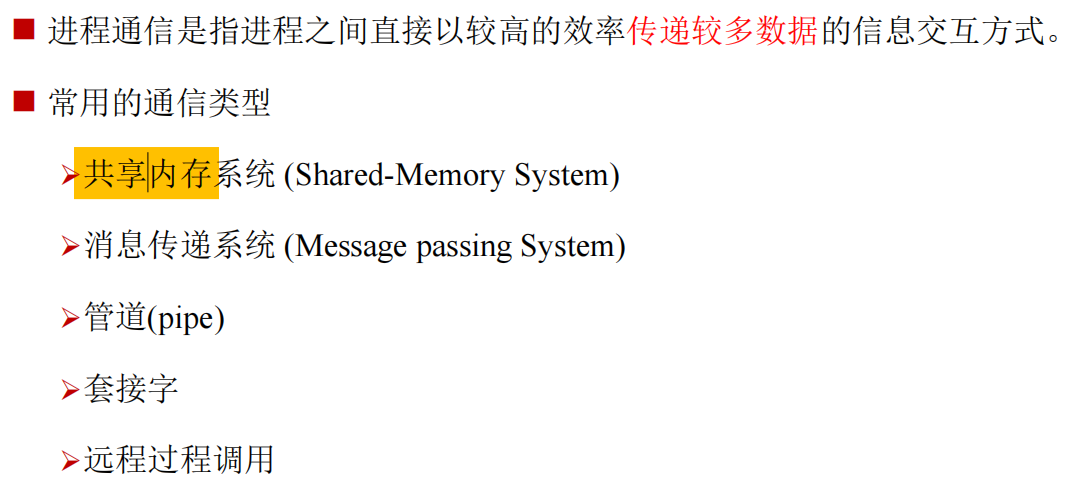 进程通信是指进程之间直接以较高的效率传递较多数据的信息交互方式。
常用的通信类型
共享内存系统 (Shared-Memory System)
消息传递系统 (Message passing System)
管道(pipe)
套接字
远程过程调用